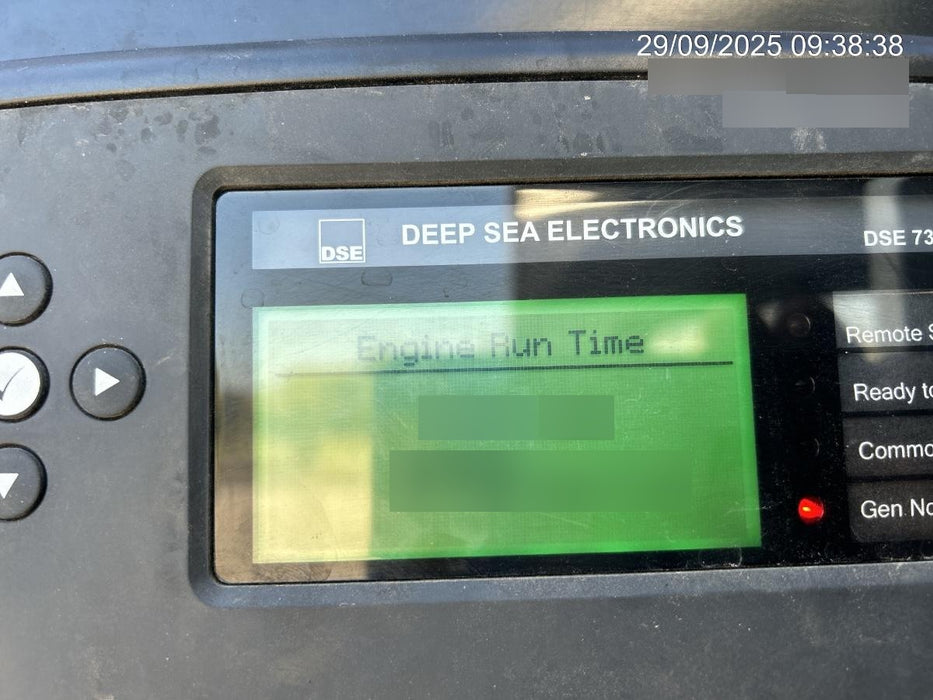 29/09/2025 09:38:38
DSE
DEEP SEA ELECTRONICS
DSE 73
Engine Run Time
Remote S
Ready to
Commo
Gen No